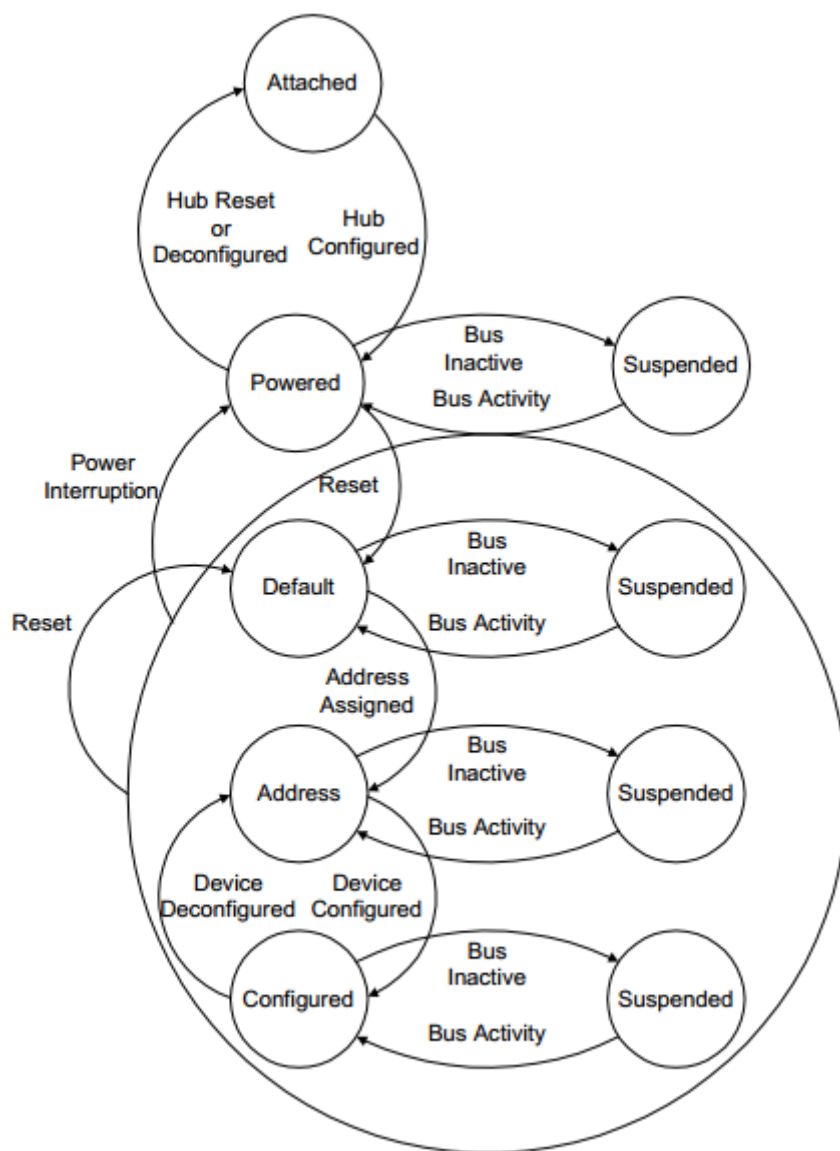 Attached
Hub Reset
or
Deconfigured
Hub
Configured
Powered
Bus
Inactive
Bus Activity
Suspended
Power
Interruption
Reset
Reset
Default
Bus
Inactive
Bus Activity
Suspended
Address
Assigned
Address
Bus
Inactive
Bus Activity
Suspended
Device
Deconfigured
Device
Configured
Configured
Bus
Inactive
Bus Activity
Suspended